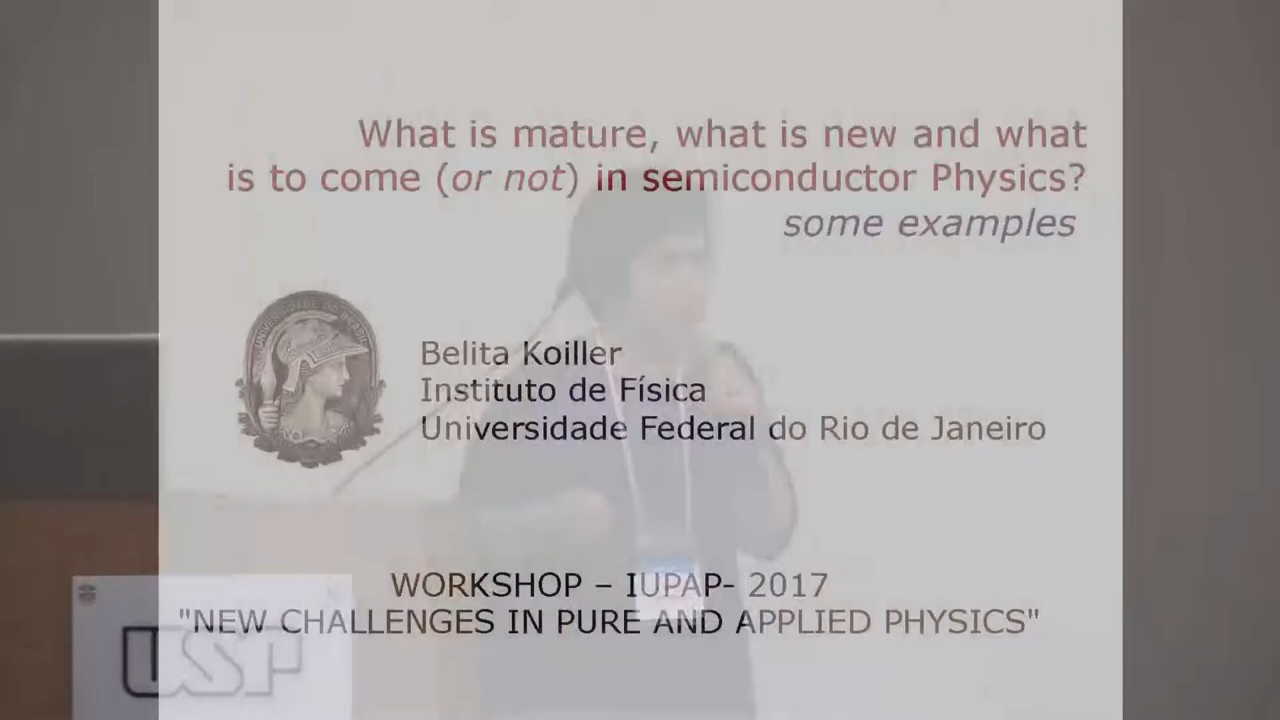 What is mature, what is new and what
is to come (or not) in semiconductor Physics?
some examples
Belita Koiller
Instituto de Física
Universidade Federal do Rio de Janeiro
WORKSHOP – IUPAP- 2017
"NEW CHALLENGES IN PURE AND APPLIED PHYSICS"
USP